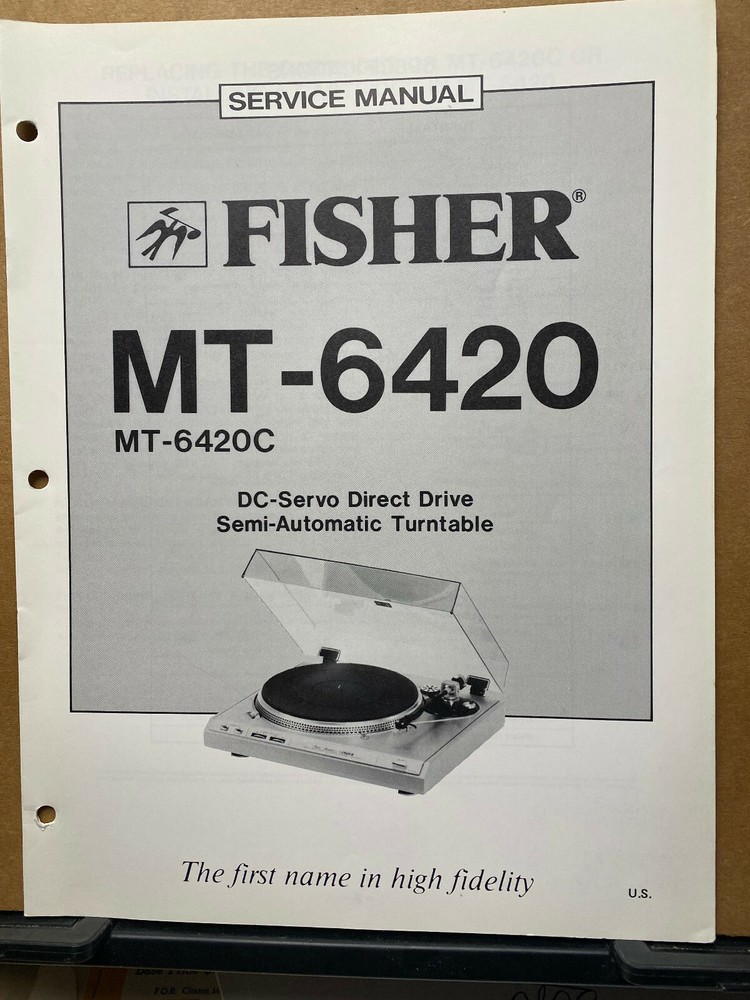 SERVICE MANUAL
FISHER®
MT-6420
MT-6420C
DC-Servo Direct Drive
Semi-Automatic Turntable
The first name in high fidelity
U.S.